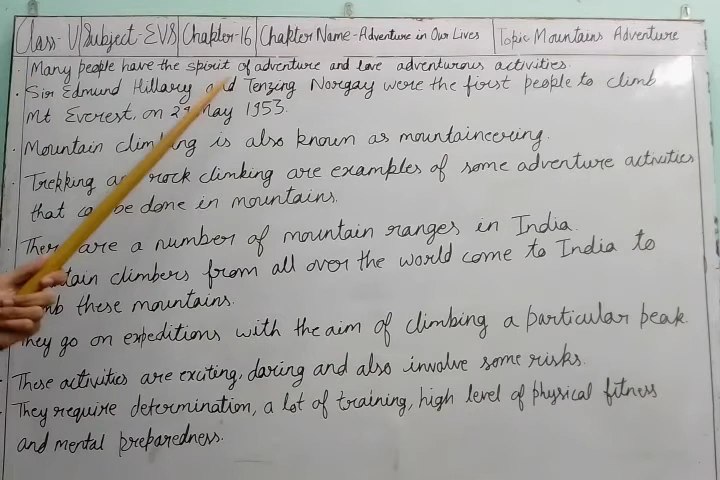 Class-V Subject-EVS Chapter-16 Chapter Name-Adventure in Our Lives Topic Mountains Adventure
. Many people have the spirit of adventure and love adventurous activities.
. Sir Edmund Hillary and Tenzing Norgay were the first people to climb
Mt Everest, on 29 May 1953.
. Mountain climbing is also known as mountaineering.
. Trekking and rock climbing are examples of some adventure activities
that can be done in mountains.
. There are a number of mountain ranges in India.
Mountain climbers from all over the world come to India to
climb these mountains.
They go on expeditions with the aim of climbing a particular peak.
- These activities are exciting, daring and also involve some risks.
- They require determination, a lot of training, high level of physical fitness
and mental preparedness.